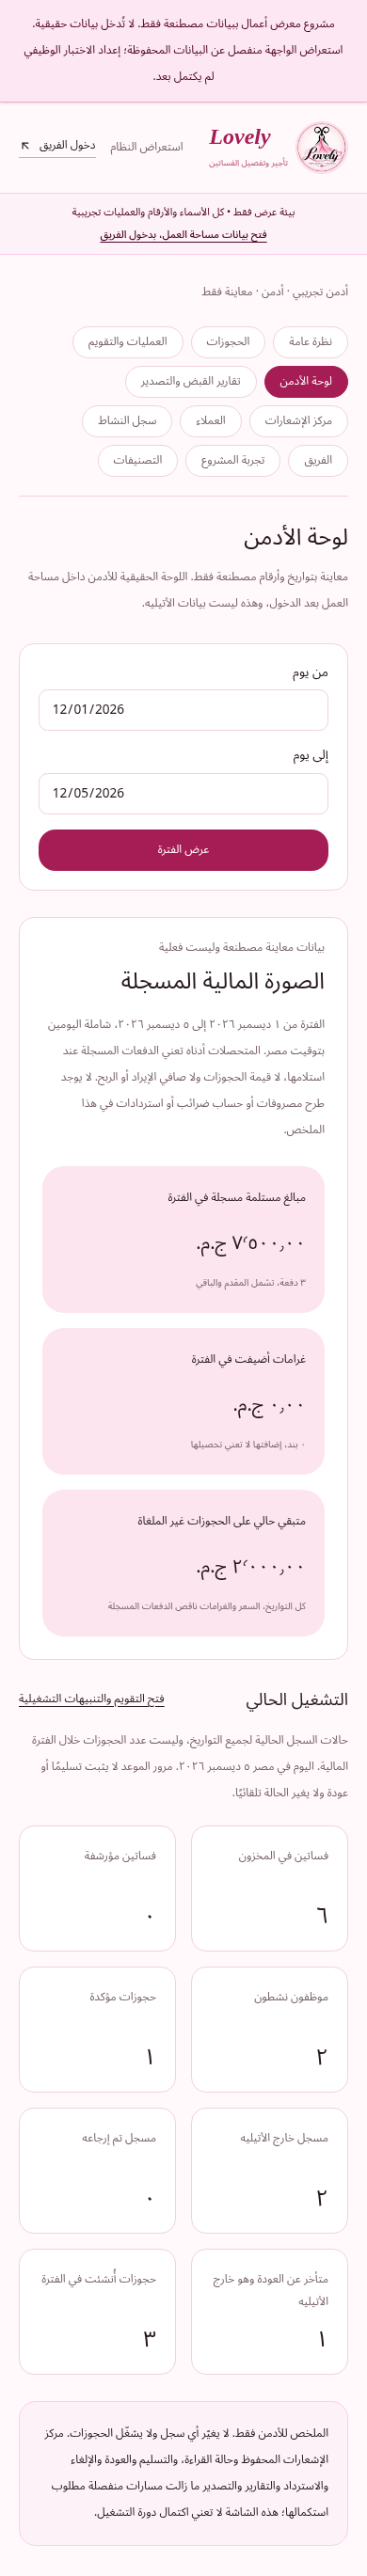 مشروع معرض أعمال ببيانات مصطنعة فقط. لا تُدخل بيانات حقيقية.
استعراض الواجهة منفصل عن البيانات المحفوظة؛ إعداد الاختبار الوظيفي
لم يكتمل بعد.
Lovely
Lovely
تأجير وتفصيل الفساتين
استعراض النظام
دخول الفريق
بيئة عرض فقط • كل الأسماء والأرقام والعمليات تجريبية
فتح بيانات مساحة العمل، بدخول الفريق
أدمن تجريبي · أدمن · معاينة فقط
نظرة عامة
الحجوزات
العمليات والتقويم
لوحة الأدمن
تقارير القبض والتصدير
مركز الإشعارات
العملاء
سجل النشاط
الفريق
تجربة المشروع
التصنيفات
لوحة الأدمن
معاينة بتواريخ وأرقام مصطنعة فقط. اللوحة الحقيقية للأدمن داخل مساحة
العمل بعد الدخول، وهذه ليست بيانات الأتيليه.
من يوم
12/01/2026
إلى يوم
12/05/2026
عرض الفترة
بيانات معاينة مصطنعة وليست فعلية
الصورة المالية المسجلة
الفترة من ١ ديسمبر ٢٠٢٦ إلى ٥ ديسمبر ٢٠٢٦، شاملة اليومين
بتوقيت مصر. المتحصلات أدناه تعني الدفعات المسجلة عند
استلامها، لا قيمة الحجوزات ولا صافي الإيراد أو الربح. لا يوجد
طرح مصروفات أو حساب ضرائب أو استردادات في هذا
الملخص.
مبالغ مستلمة مسجلة في الفترة
٧٬٥٠٠٫٠٠ ج.م.
٣ دفعة، تشمل المقدم والباقي
غرامات أضيفت في الفترة
٠٫٠٠ ج.م.
٠ بند، إضافتها لا تعني تحصيلها
متبقي حالي على الحجوزات غير الملغاة
٢٬٠٠٠٫٠٠ ج.م.
كل التواريخ، السعر والغرامات ناقص الدفعات المسجلة
التشغيل الحالي
فتح التقويم والتنبيهات التشغيلية
حالات السجل الحالية لجميع التواريخ، وليست عدد الحجوزات خلال الفترة
المالية. اليوم في مصر ٥ ديسمبر ٢٠٢٦. مرور الموعد لا يثبت تسليمًا أو
عودة ولا يغير الحالة تلقائيًا.
فساتين في المخزون
٦
فساتين مؤرشفة
٠
موظفون نشطون
٢
حجوزات مؤكدة
١
مسجل خارج الأتيليه
٢
مسجل تم إرجاعه
٠
متأخر عن العودة وهو خارج
الأتيليه
١
حجوزات أُنشئت في الفترة
٣
الملخص للأدمن فقط. لا يغيّر أي سجل ولا يشغّل الحجوزات. مركز
الإشعارات المحفوظ وحالة القراءة، والتسليم والعودة والإلغاء
والاسترداد والتقارير والتصدير ما زالت مسارات منفصلة مطلوب
استكمالها؛ هذه الشاشة لا تعني اكتمال دورة التشغيل.